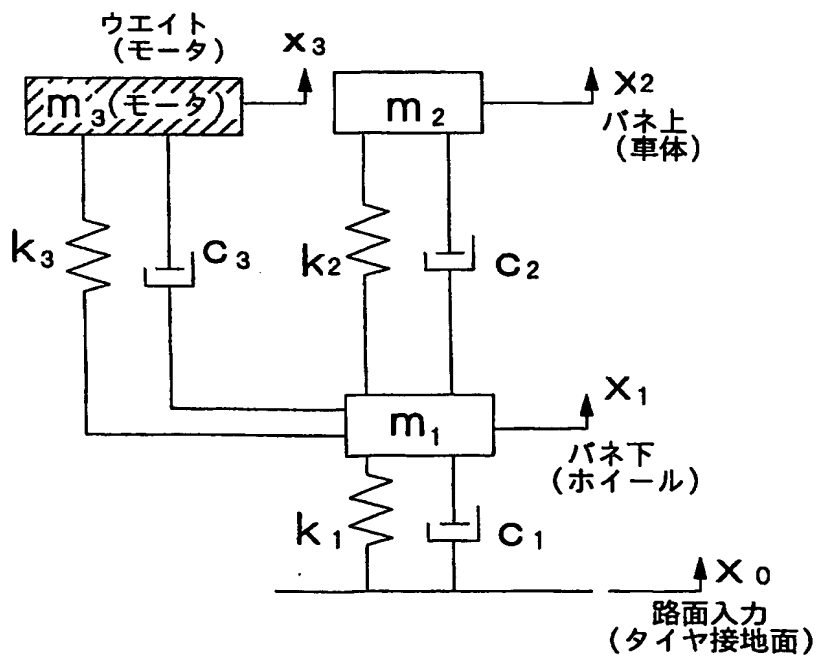 ウエイト
(モータ)
x3
m3(モータ)
m2
x2
バネ上
(車体)
k3
c3
k2
c2
x1
m1
バネ下
(ホイール)
k1
c1
x0
路面入力
(タイヤ接地面)